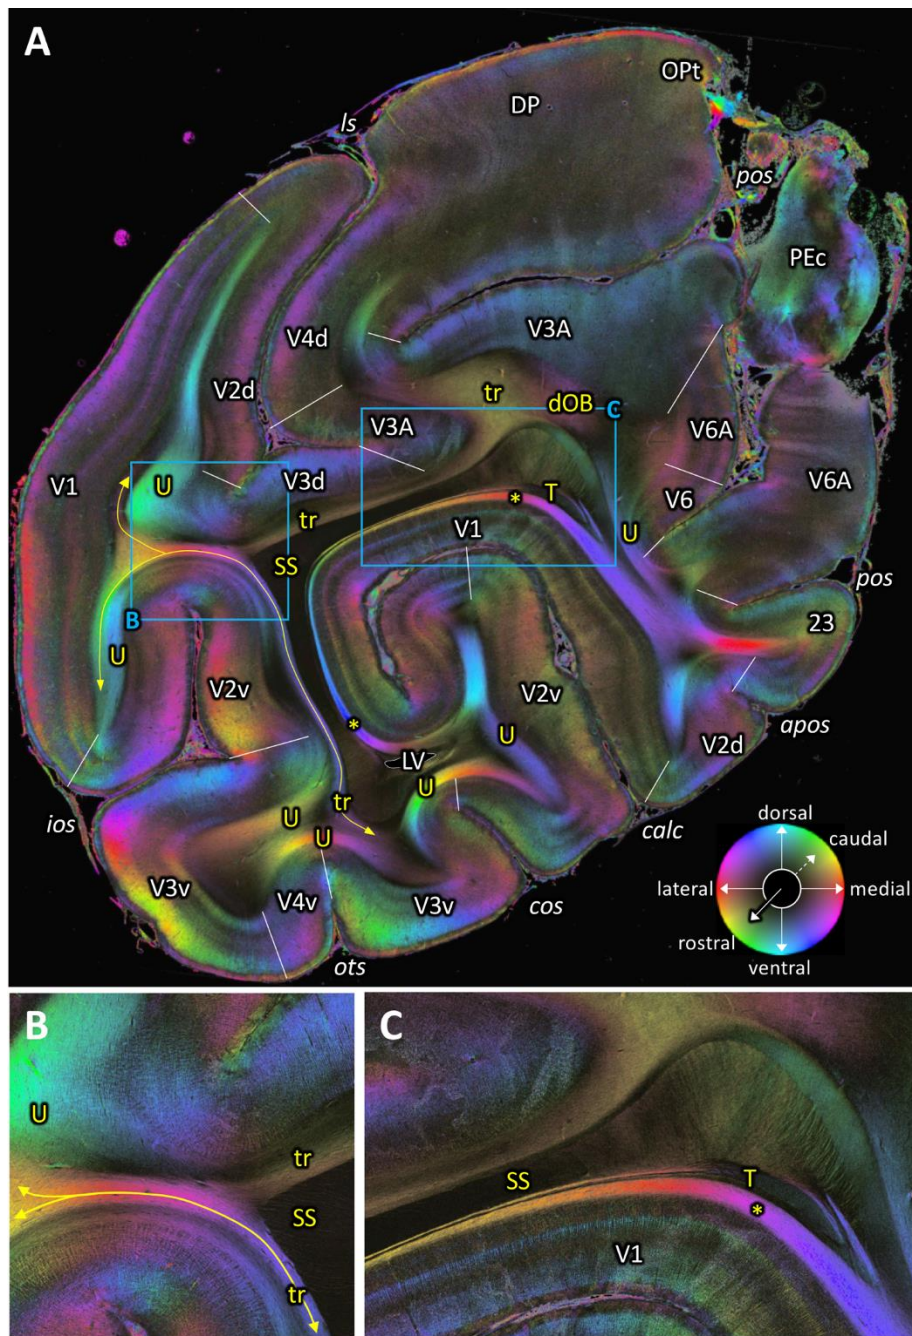 A
OPt
DP
ls
pos
PEc
V4d
V3A
V2d
tr
dOB
C
V3A
V6A
V1
U
V3d
V6A
V6
tr
T
*
V1
U
SS
pos
B
23
U
V2v
V2v
apos
*
U
V2d
LV
U
tr
ios
U
U
calc
dorsal
caudal
V3v
V4v
V3v
cos
lateral
medial
rostral
ots
ventral
B
C
U
tr
SS
T
SS
*
V1
tr